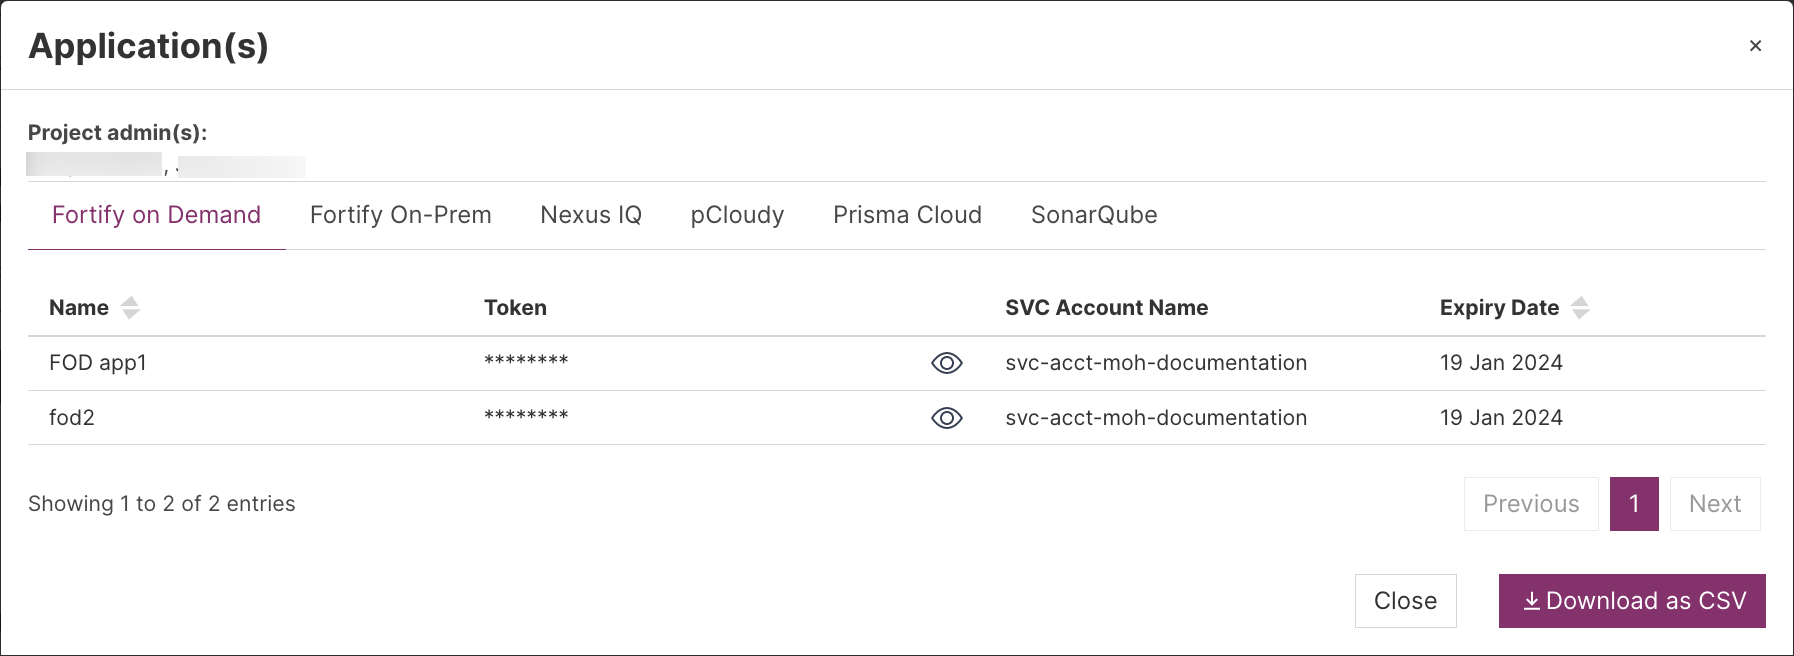 Application(s)
×
Project admin(s):
,
Fortify on Demand Fortify On-Prem Nexus IQ pCloudy Prisma Cloud SonarQube
Name Token SVC Account Name Expiry Date
FOD app1 ******** svc-acct-moh-documentation 19 Jan 2024
fod2 ******** svc-acct-moh-documentation 19 Jan 2024
Showing 1 to 2 of 2 entries Previous 1 Next
Close Download as CSV